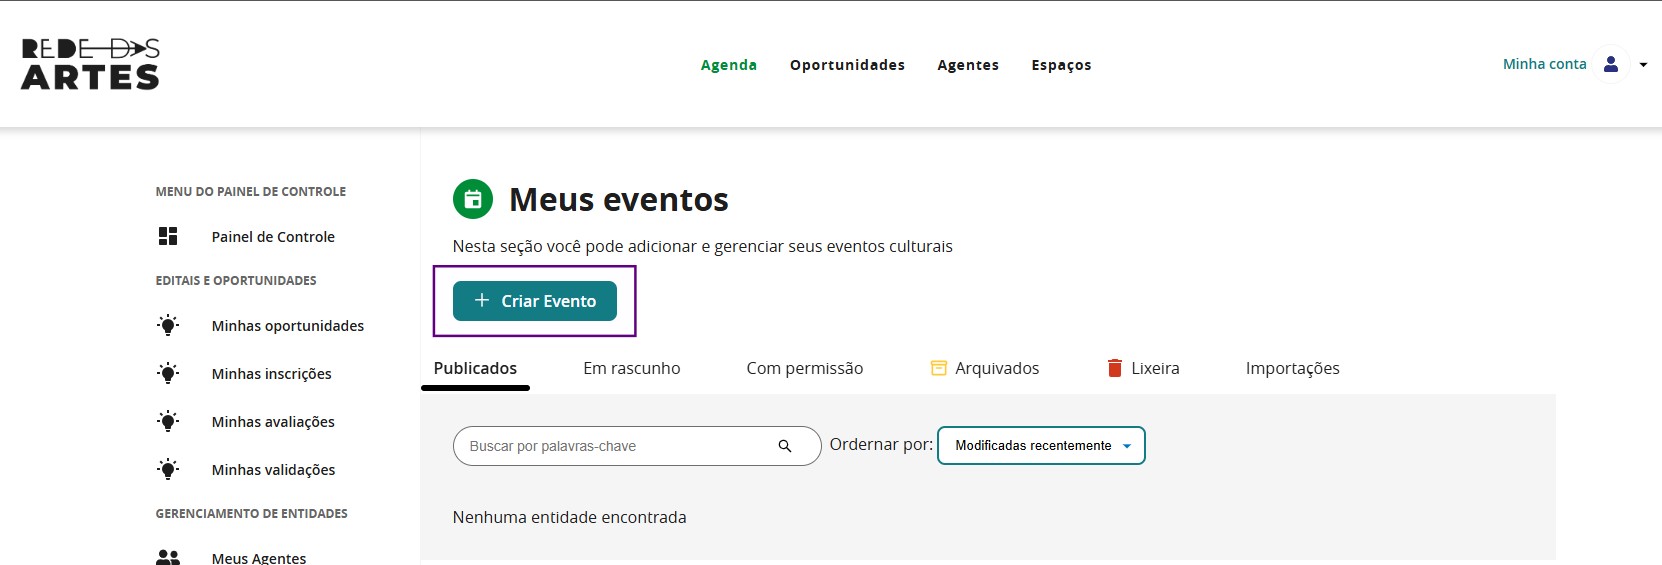 REDE DAS
ARTES
Agenda Oportunidades Agentes Espaços
Minha conta
MENU DO PAINEL DE CONTROLE
Painel de Controle
EDITAIS E OPORTUNIDADES
Minhas oportunidades
Minhas inscrições
Minhas avaliações
Minhas validações
GERENCIAMENTO DE ENTIDADES
Meus Agentes
Meus eventos
Nesta seção você pode adicionar e gerenciar seus eventos culturais
+ Criar Evento
Publicados Em rascunho Com permissão Arquivados Lixeira Importações
Buscar por palavras-chave Ordernar por: Modificadas recentemente
Nenhuma entidade encontrada